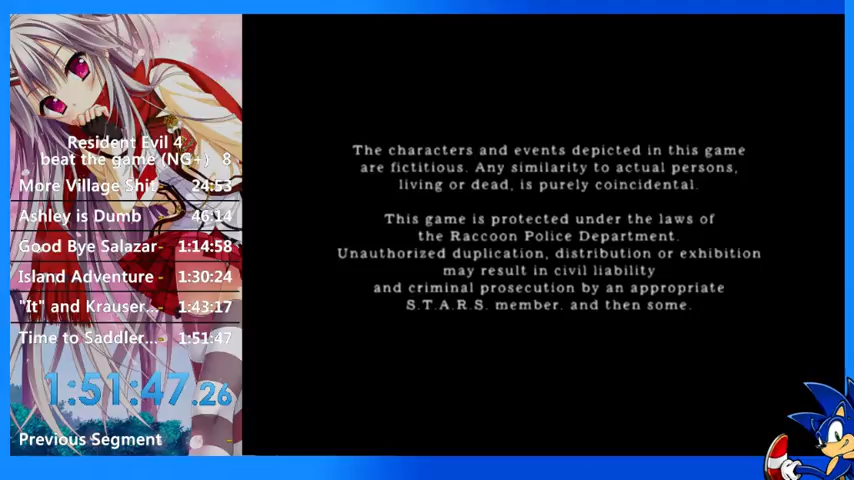 Resident Evil 4
beat the game (NG+) 8
More Village Shit - 24:53
Ashley is Dumb - 46:14
Good Bye Salazar - 1:14:58
Island Adventure - 1:30:24
"It" and Krauser... - 1:43:17
Time to Saddler... - 1:51:47
1:51:47.26
Previous Segment -
The characters and events depicted in this game
are fictitious. Any similarity to actual persons,
living or dead, is purely coincidental.
This game is protected under the laws of
the Raccoon Police Department.
Unauthorized duplication, distribution or exhibition
may result in civil liability
and criminal prosecution by an appropriate
S.T.A.R.S. member. and then some.